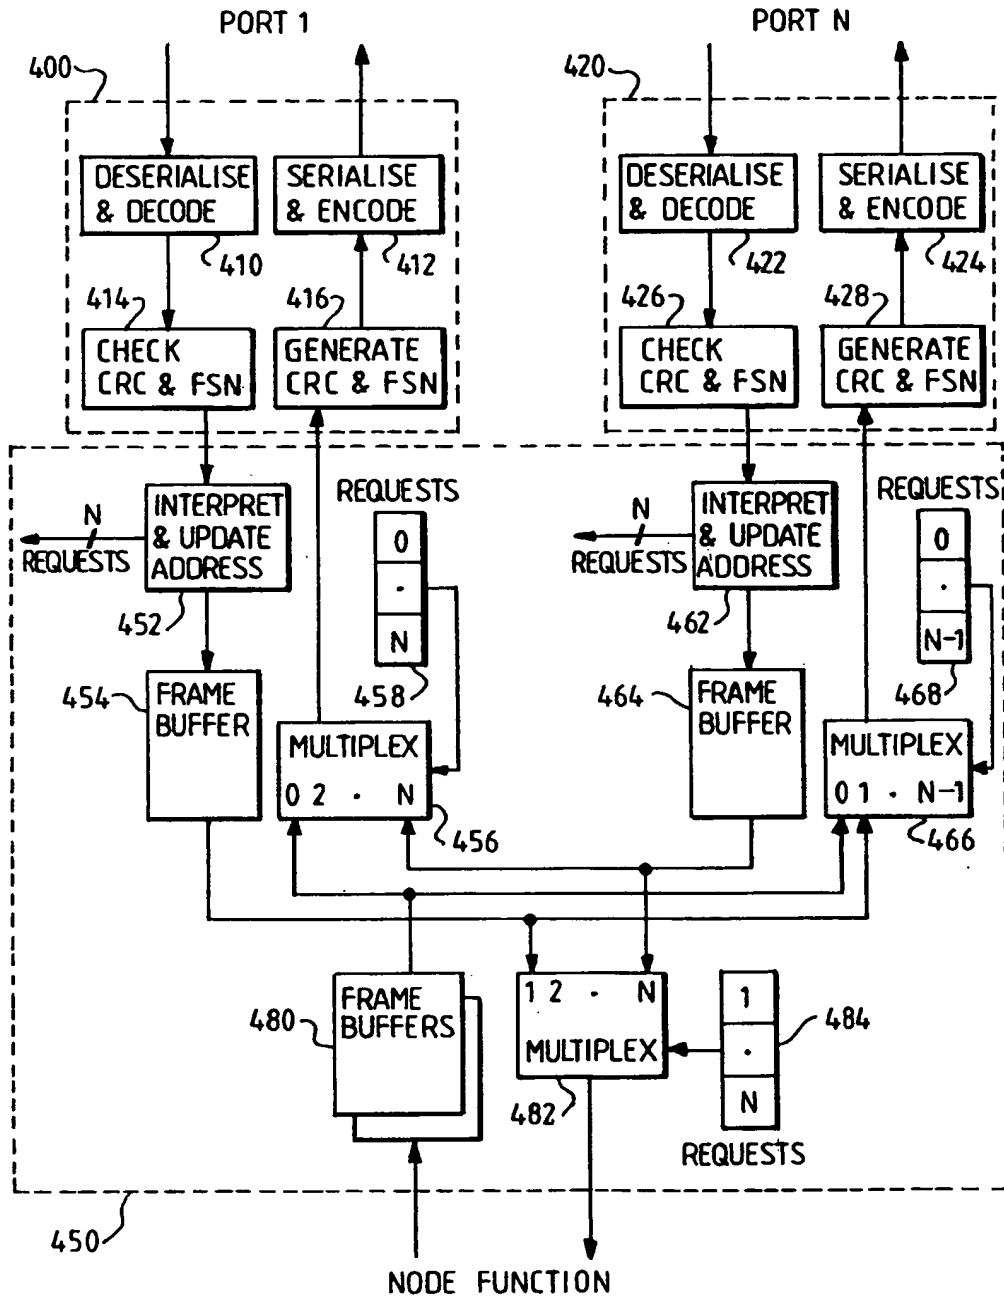 PORT 1
PORT N
400
420
DESERIALISE
& DECODE
SERIALISE
& ENCODE
DESERIALISE
& DECODE
SERIALISE
& ENCODE
410
412
422
424
414
416
426
428
CHECK
CRC & FSN
GENERATE
CRC & FSN
CHECK
CRC & FSN
GENERATE
CRC & FSN
N
REQUESTS
INTERPRET
& UPDATE
ADDRESS
REQUESTS
0
.
N
N
REQUESTS
INTERPRET
& UPDATE
ADDRESS
REQUESTS
0
.
N-1
452
458
462
468
454
FRAME
BUFFER
MULTIPLEX
0 2 . N
456
464
FRAME
BUFFER
MULTIPLEX
0 1 . N-1
466
480
FRAME
BUFFERS
1 2 . N
MULTIPLEX
482
1
.
N
484
REQUESTS
450
NODE FUNCTION